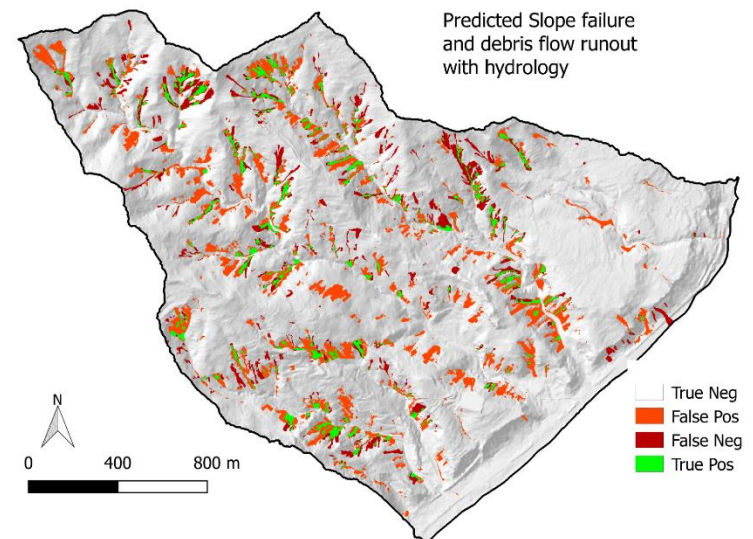 Predicted Slope failure
and debris flow runout
with hydrology
True Neg
False Pos
False Neg
True Pos
N
0 400 800 m